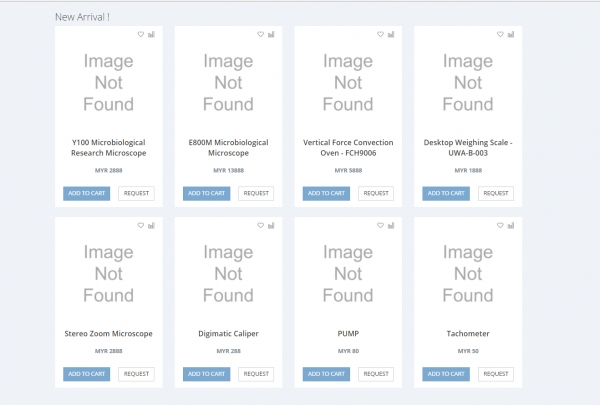 New Arrival !
Image
Not
Found
Y100 Microbiological
Research Microscope
MYR 2888
ADD TO CART
REQUEST
Image
Not
Found
E800M Microbiological
Microscope
MYR 13888
ADD TO CART
REQUEST
Image
Not
Found
Vertical Force Convection
Oven - FCH9006
MYR 5888
ADD TO CART
REQUEST
Image
Not
Found
Desktop Weighing Scale -
UWA-B-003
MYR 1888
ADD TO CART
REQUEST
Image
Not
Found
Stereo Zoom Microscope
MYR 2888
ADD TO CART
REQUEST
Image
Not
Found
Digimatic Caliper
MYR 288
ADD TO CART
REQUEST
Image
Not
Found
PUMP
MYR 80
ADD TO CART
REQUEST
Image
Not
Found
Tachometer
MYR 50
ADD TO CART
REQUEST